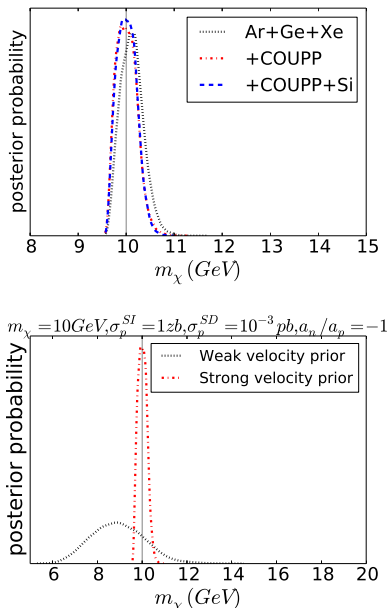 posterior probability
Ar+Ge+Xe
+COUPP
+COUPP+Si
8 9 10 11 12 13 14 15
m_χ (GeV)
m_χ =10GeV,σ_p^{SI} =1zb,σ_p^{SD} =10^{-3} pb,a_n/a_p=−1
posterior probability
Weak velocity prior
Strong velocity prior
6 8 10 12 14 16 18 20
m_χ (GeV)